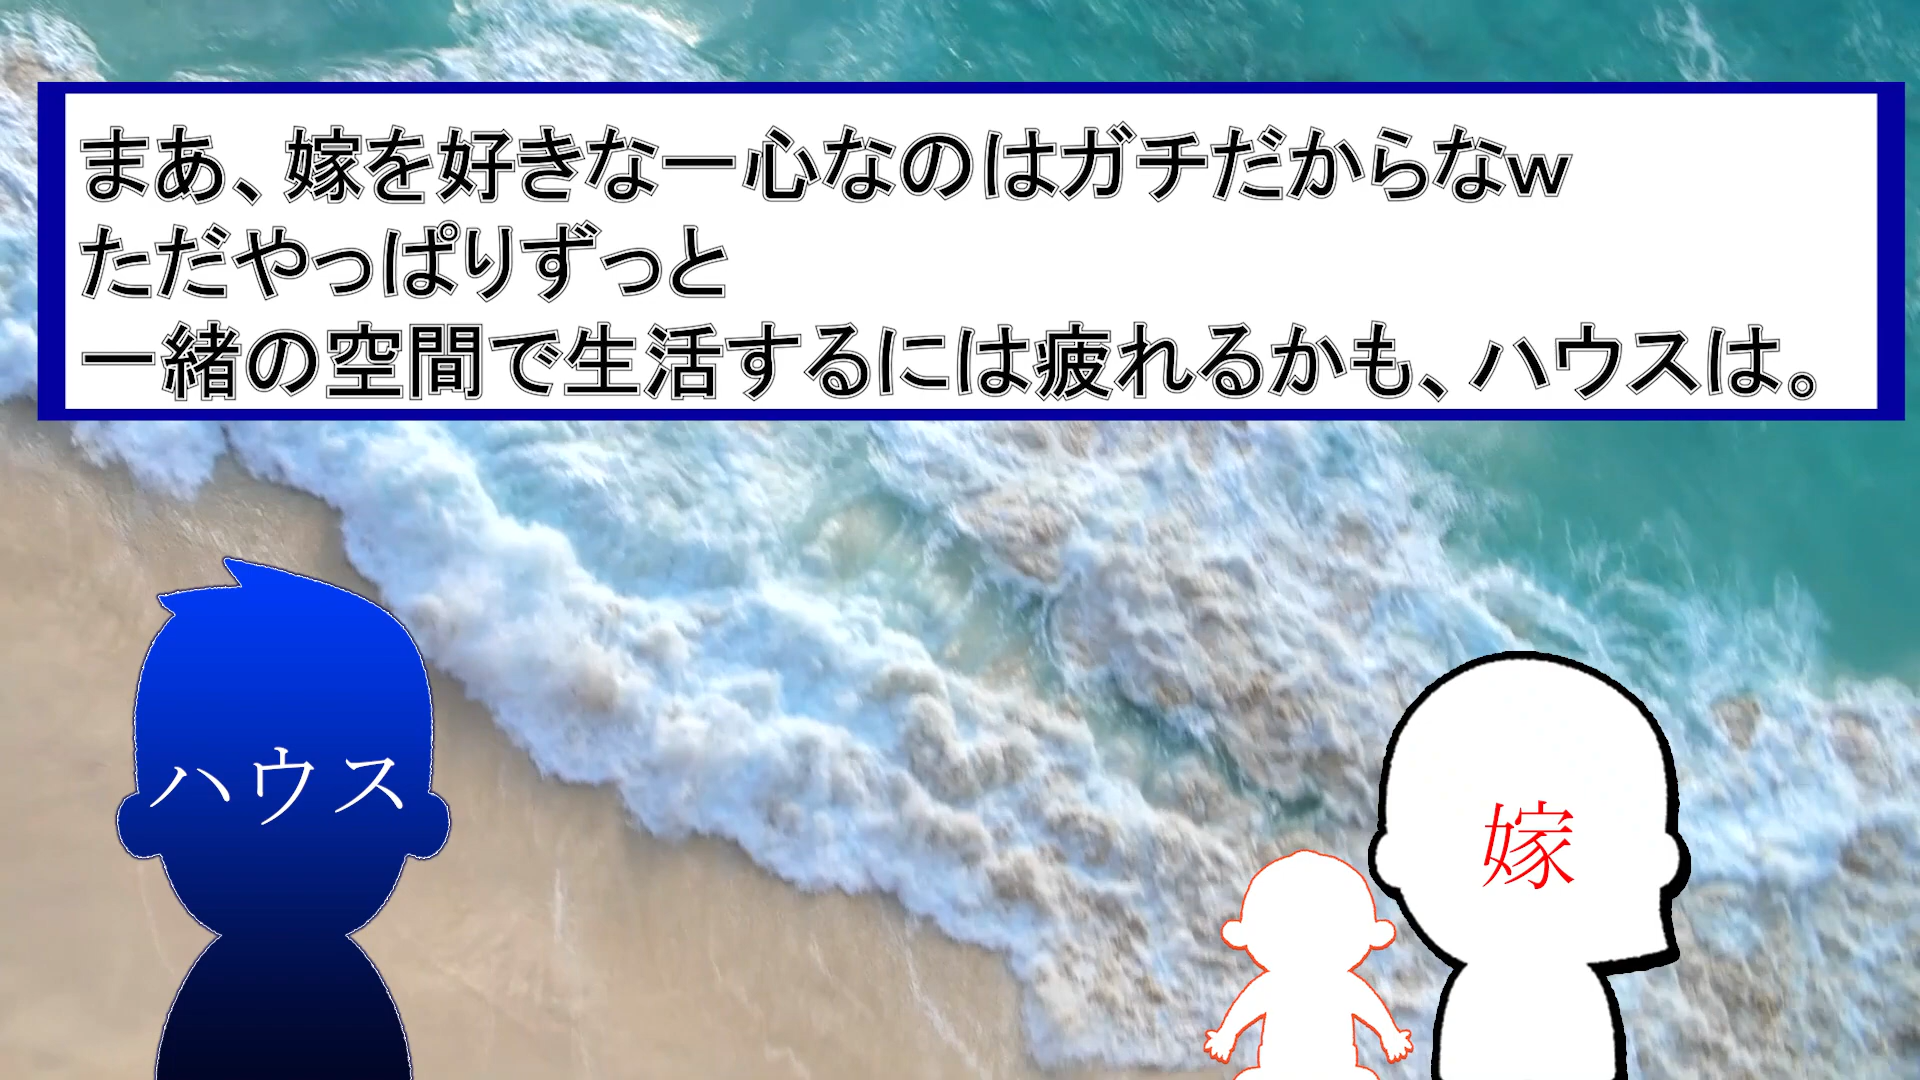 まあ、嫁を好きな一心なのはガチだからなw
ただやっぱりずっと
一緒の空間で生活するには疲れるかも、ハウスは。
ハウス
嫁